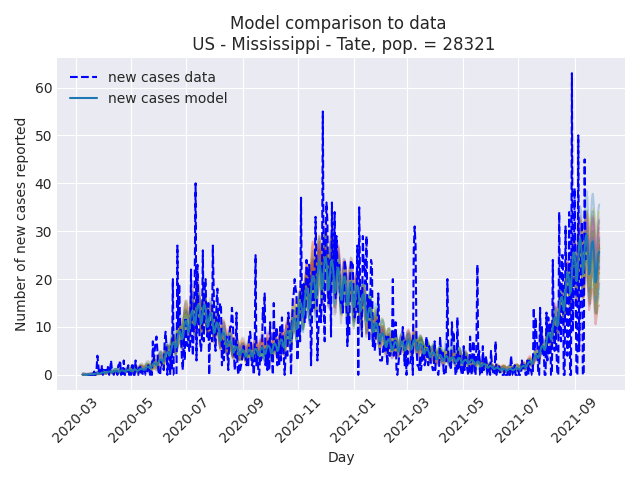 Model comparison to data
US - Mississippi - Tate, pop. = 28321
new cases data
new cases model
Number of new cases reported
60
50
40
30
20
10
0
2020-03
2020-05
2020-07
2020-09
2020-11
2021-01
2021-03
2021-05
2021-07
2021-09
Day